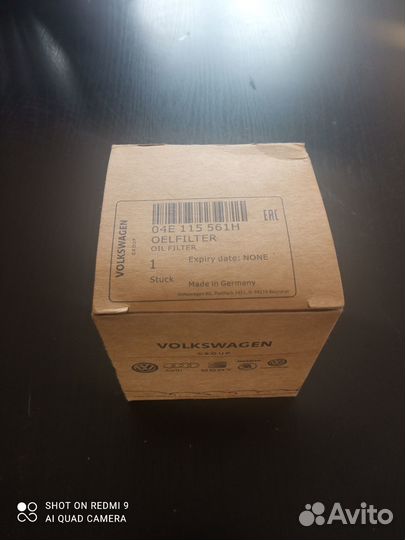 VOLKSWAGEN
GROUP
04E 115 561H
OELFILTER
OIL FILTER
EAC
1
Expiry date: NONE
Stuck
Made in Germany
VOLKSWAGEN
GROUP
SHOT ON REDMI 9
AI QUAD CAMERA
Avito